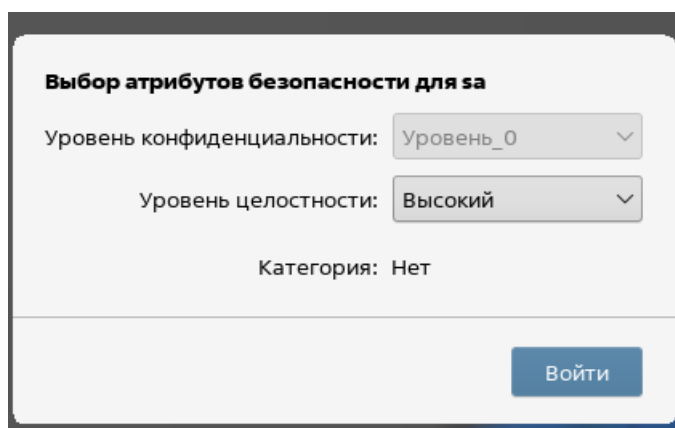 Выбор атрибутов безопасности для sa
Уровень конфиденциальности: Уровень_0
Уровень целостности: Высокий
Категория: Нет
Войти